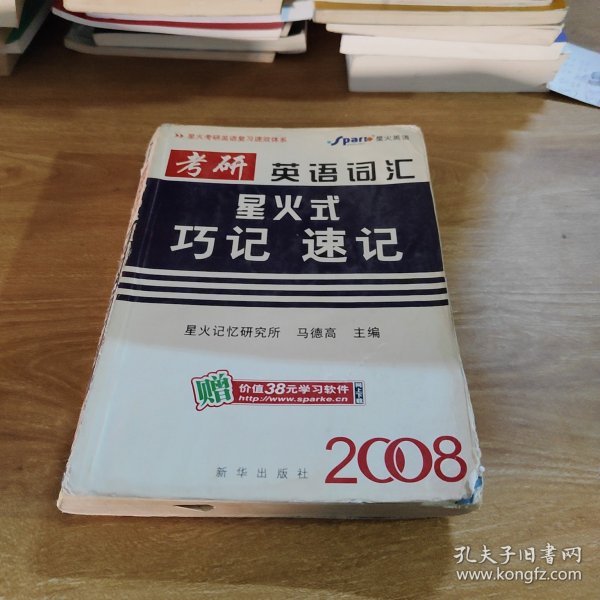 >> 星火考研英语复习速效体系
Spark 星火英语
考研 英语词汇
星火式
巧记 速记
星火记忆研究所 马德高 主编
赠 价值38元学习软件
http://www.sparke.cn
新华出版社
2008
孔夫子旧书网
www.kongfz.com